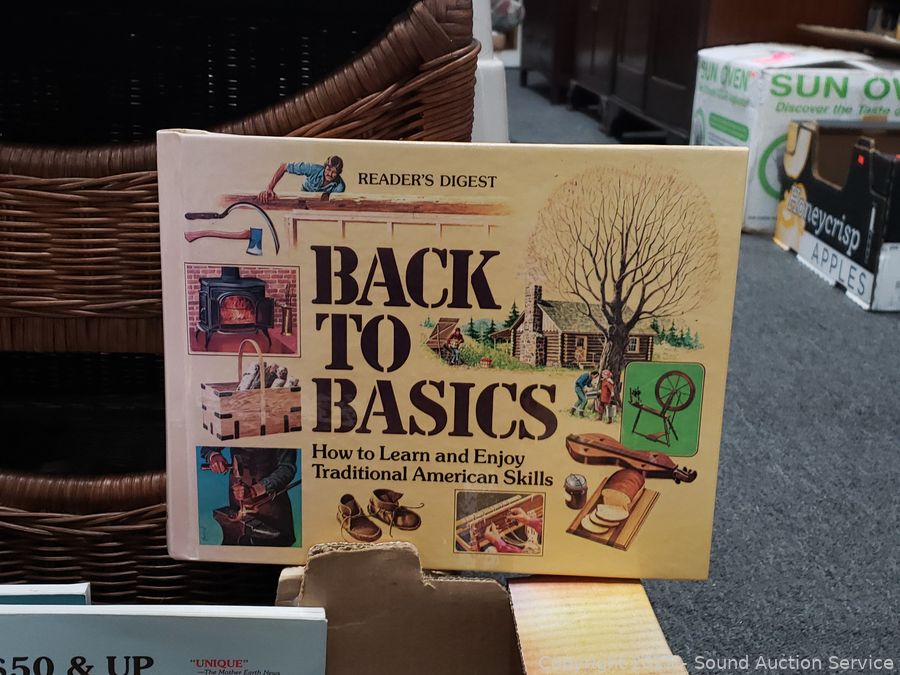 READER'S DIGEST
BACK
TO
BASICS
How to Learn and Enjoy
Traditional American Skills
SUN OVEN
SUN OV
Discover the Taste o
Honeycrisp
APPLES
$50 & UP
"UNIQUE"
—The Mother Earth News
Sound Auction Service